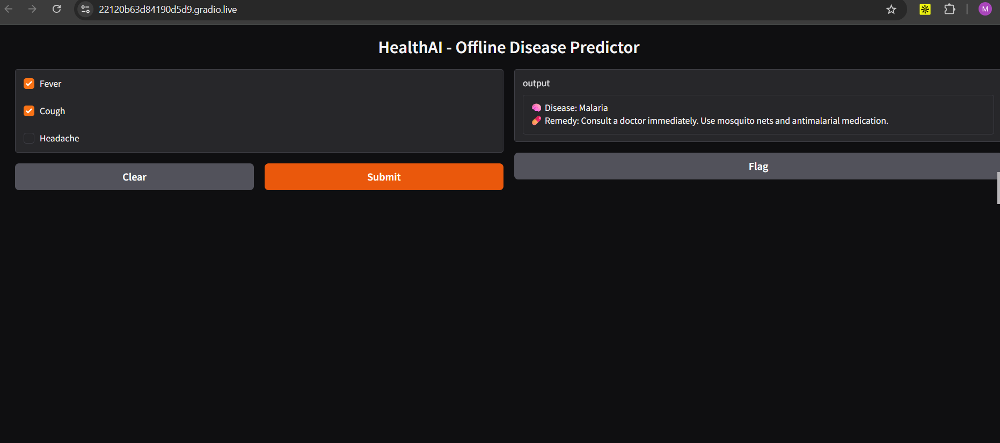 22120b63d84190d5d9.gradio.live
M
HealthAI - Offline Disease Predictor
Fever
Cough
Headache
Clear
Submit
output
🧠 Disease: Malaria
💊 Remedy: Consult a doctor immediately. Use mosquito nets and antimalarial medication.
Flag